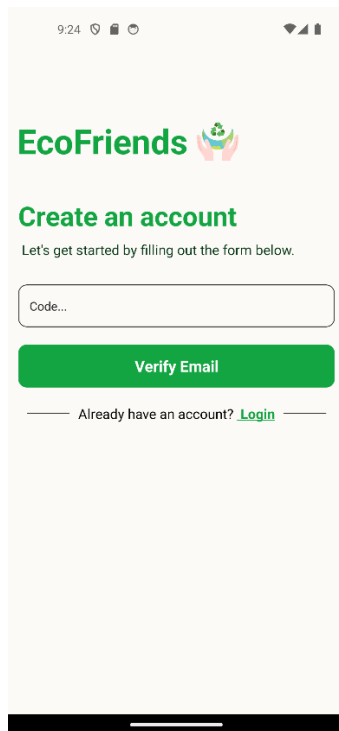 9:24
EcoFriends
Create an account
Let's get started by filling out the form below.
Code...
Verify Email
Already have an account? Login